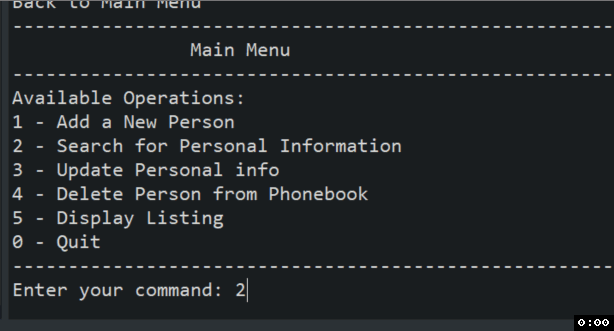 Back to Main Menu
--------------------------------------------------------
Main Menu
--------------------------------------------------------
Available Operations:
1 - Add a New Person
2 - Search for Personal Information
3 - Update Personal info
4 - Delete Person from Phonebook
5 - Display Listing
0 - Quit
--------------------------------------------------------
Enter your command: 2
0:00